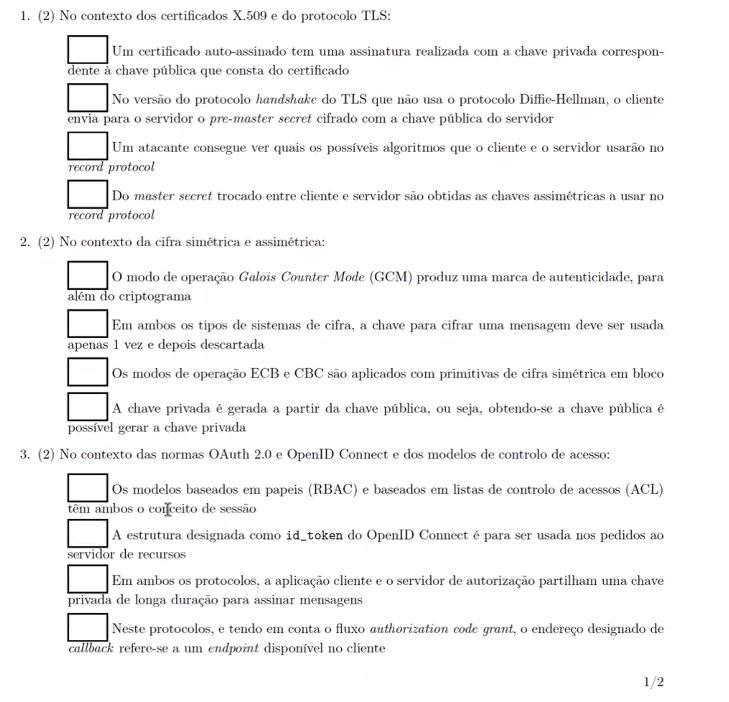 1. (2) No contexto dos certificados X.509 e do protocolo TLS:
Um certificado auto-assinado tem uma assinatura realizada com a chave privada correspon-
dente à chave pública que consta do certificado
No versão do protocolo handshake do TLS que não usa o protocolo Diffie-Hellman, o cliente
envia para o servidor o pre-master secret cifrado com a chave pública do servidor
Um atacante consegue ver quais os possíveis algoritmos que o cliente e o servidor usarão no
record protocol
Do master secret trocado entre cliente e servidor são obtidas as chaves assimétricas a usar no
record protocol
2. (2) No contexto da cifra simétrica e assimétrica:
O modo de operação Galois Counter Mode (GCM) produz uma marca de autenticidade, para
além do criptograma
Em ambos os tipos de sistemas de cifra, a chave para cifrar uma mensagem deve ser usada
apenas 1 vez e depois descartada
Os modos de operação ECB e CBC são aplicados com primitivas de cifra simétrica em bloco
A chave privada é gerada a partir da chave pública, ou seja, obtendo-se a chave pública é
possível gerar a chave privada
3. (2) No contexto das normas OAuth 2.0 e OpenID Connect e dos modelos de controlo de acesso:
Os modelos baseados em papeis (RBAC) e baseados em listas de controlo de acessos (ACL)
têm ambos o conceito de sessão
A estrutura designada como id_token do OpenID Connect é para ser usada nos pedidos ao
servidor de recursos
Em ambos os protocolos, a aplicação cliente e o servidor de autorização partilham uma chave
privada de longa duração para assinar mensagens
Neste protocolos, e tendo em conta o fluxo authorization code grant, o endereço designado de
callback refere-se a um endpoint disponível no cliente
1/2